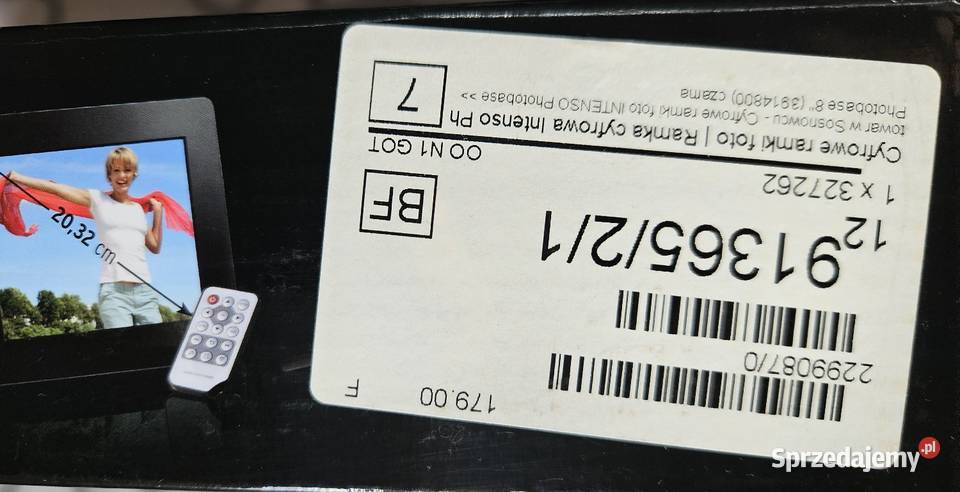 20,32 cm
179.00
F
2299087/0
91365/2/1
12
1 x 327262
BF
OO N1 GOT
Cyfrowe ramki foto | Ramka cyfrowa Intenso Ph
towar w Sosnowcu - Cyfrowe ramki foto INTENSO Photobase >>
Photobase 8" (3914800) czarna
7
Sprzedajemy.pl